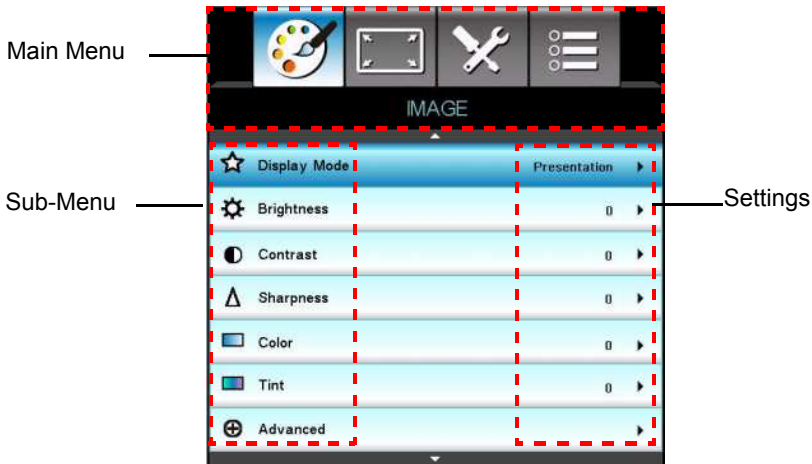 Main Menu
IMAGE
Display Mode Presentation
Sub-Menu
Brightness 0
Settings
Contrast 0
Sharpness 0
Color 0
Tint 0
Advanced